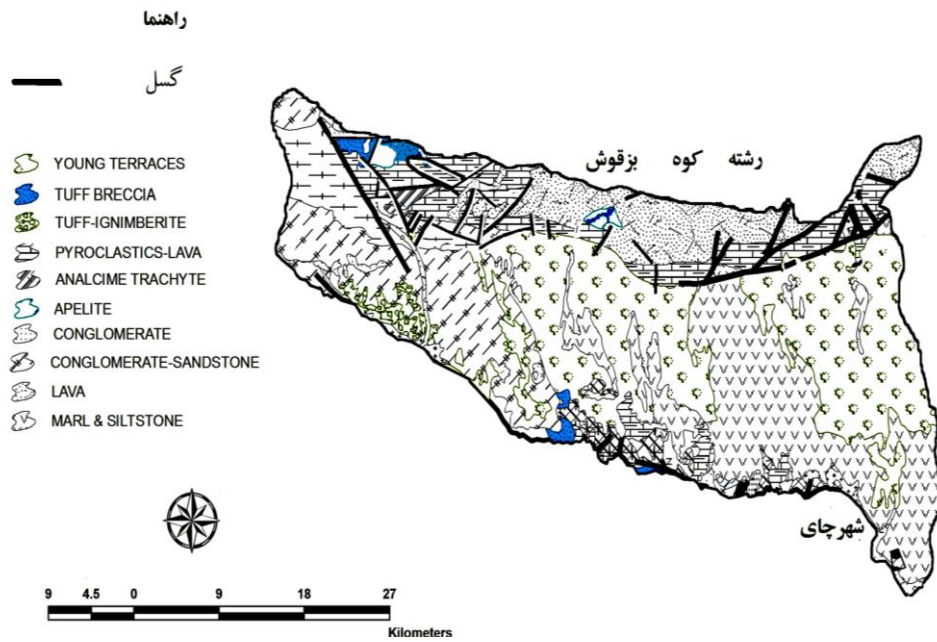 راهنما
گسل
YOUNG TERRACES
TUFF BRECCIA
TUFF-IGNIMBERITE
PYROCLASTICS-LAVA
ANALCIME TRACHYTE
APELITE
CONGLOMERATE
CONGLOMERATE-SANDSTONE
LAVA
MARL & SILTSTONE
رشته کوه بزقوش
شهرچای
9 4.5 0 9 18 27
Kilometers